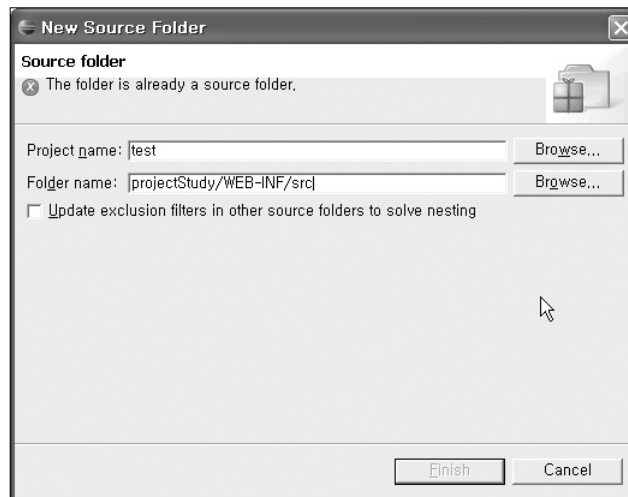 New Source Folder
Source folder
The folder is already a source folder.
Project name: test Browse...
Folder name: projectStudy/WEB-INF/src Browse...
Update exclusion filters in other source folders to solve nesting
Finish Cancel